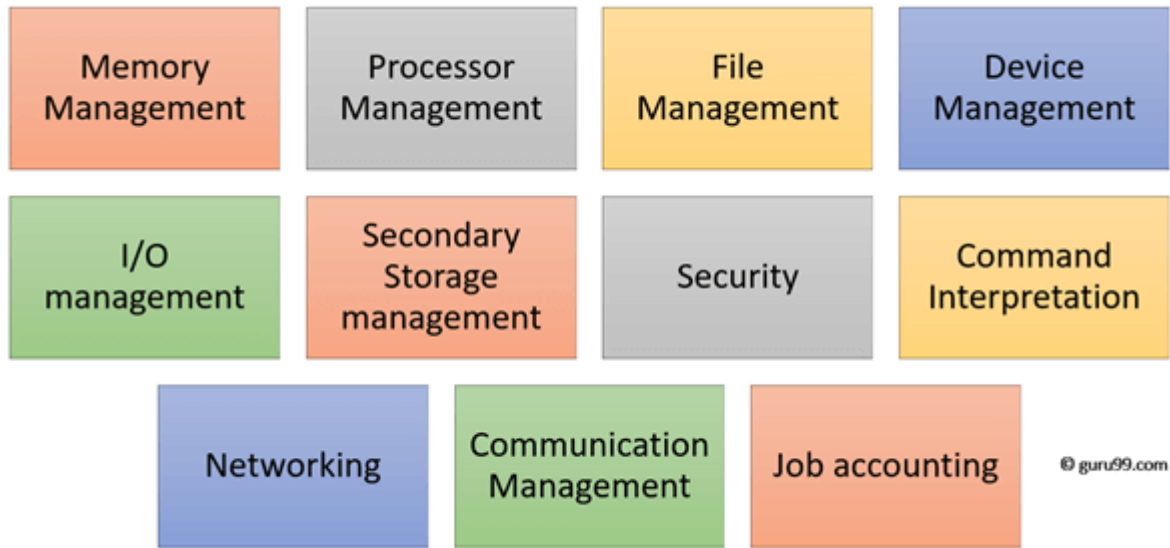 Memory
Management
Processor
Management
File
Management
Device
Management
I/O
management
Secondary
Storage
management
Security
Command
Interpretation
Networking
Communication
Management
Job accounting
© guru99.com